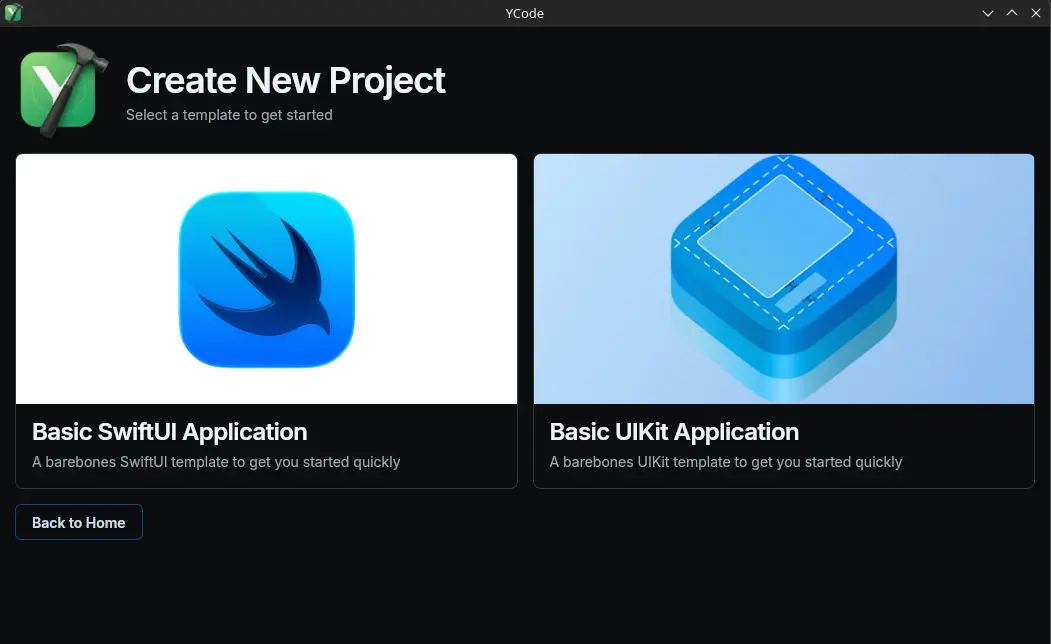 YCode
Y
Create New Project
Select a template to get started
Basic SwiftUI Application
A barebones SwiftUI template to get you started quickly
Basic UIKit Application
A barebones UIKit template to get you started quickly
Back to Home